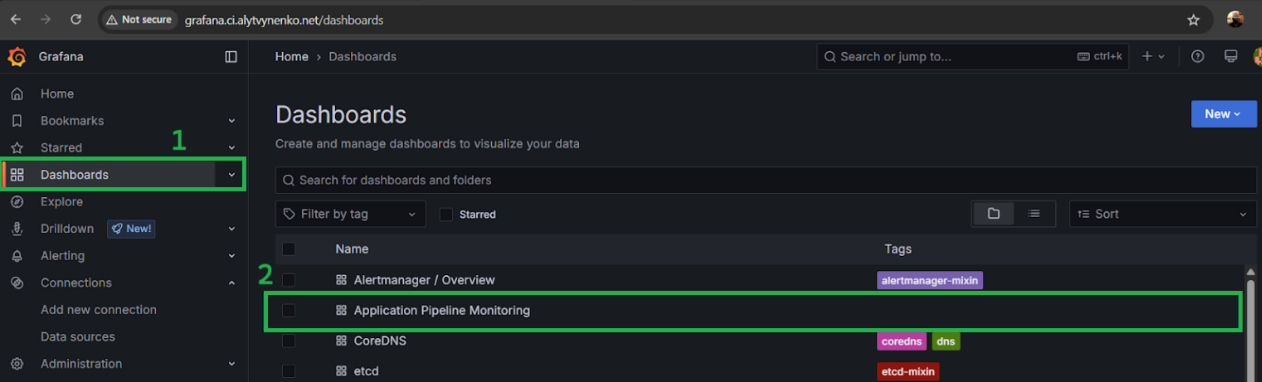 Not secure grafana.ci.alytvynenko.net/dashboards
Grafana
Home › Dashboards
Search or jump to... ctrl+k
Home
Bookmarks
1
Starred
Dashboards
Explore
Drilldown New!
Alerting
Connections
Add new connection
Data sources
Administration
Dashboards
New
Create and manage dashboards to visualize your data
Search for dashboards and folders
Filter by tag Starred Sort
Name Tags
2
Alertmanager / Overview alertmanager-mixin
Application Pipeline Monitoring
CoreDNS coredns dns
etcd etcd-mixin